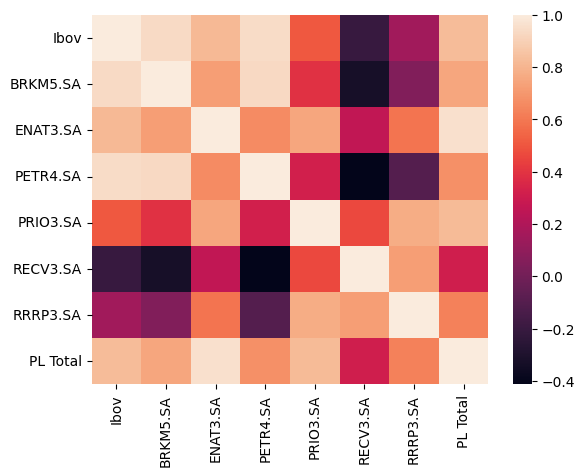 Ibov
BRKM5.SA
ENAT3.SA
PETR4.SA
PRIO3.SA
RECV3.SA
RRRP3.SA
PL Total
Ibov
BRKM5.SA
ENAT3.SA
PETR4.SA
PRIO3.SA
RECV3.SA
RRRP3.SA
PL Total
1.0
0.8
0.6
0.4
0.2
0.0
−0.2
−0.4